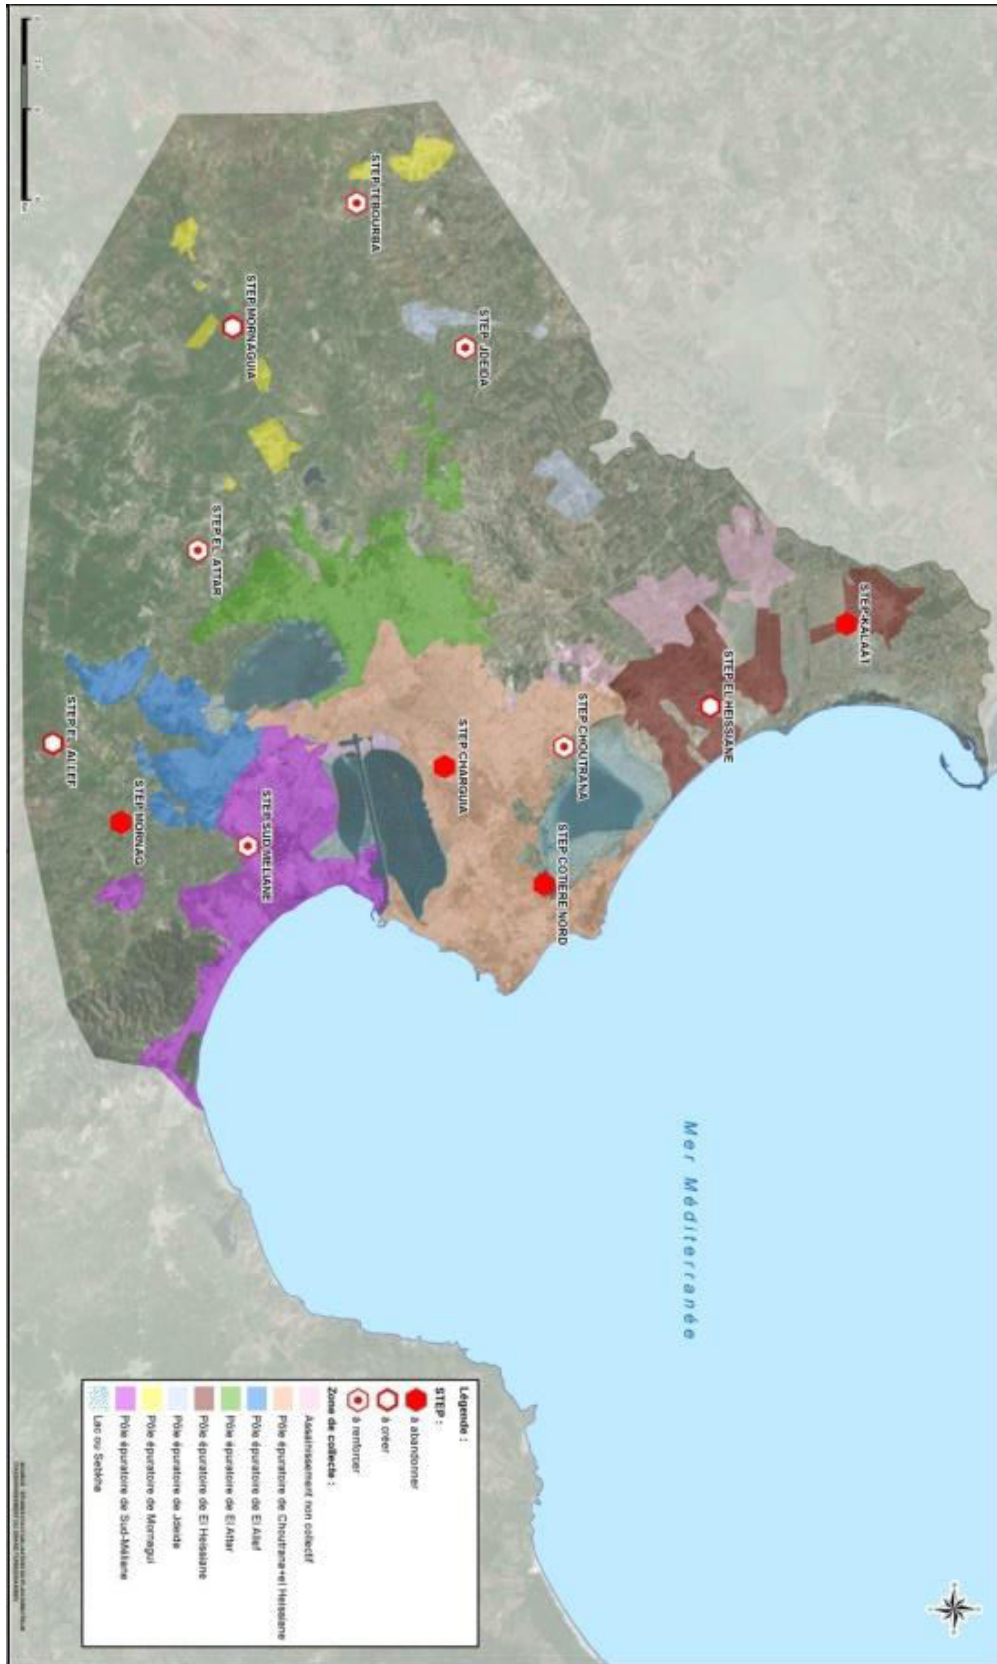 STEP TEBOURBA
STEP JDEIDA
STEP MORNAGUIA
STEP EL ATTAR
STEP KALAAT
STEP EL HEISSIANE
STEP CHOUTRANA
STEP CHARGUIA
STEP COTIERE NORD
STEP EL ALLEF
STEP MORNAG
STEP SUD MELIANE
Mer Méditerranée
Légende :
STEP :
à abandonner
à créer
à renforcer
Zone de collecte :
Assainissement non collectif
Pôle épuratoire de Choutrana+el Heissiane
Pôle épuratoire de El Allef
Pôle épuratoire de El Attar
Pôle épuratoire de El Heissiane
Pôle épuratoire de Jdeida
Pôle épuratoire de Mornagui
Pôle épuratoire de Sud-Méliane
Lac ou Sebkha